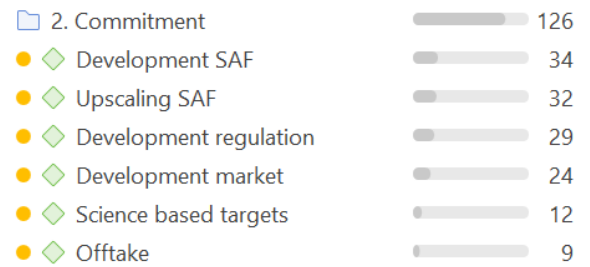 2. Commitment 126
Development SAF 34
Upscaling SAF 32
Development regulation 29
Development market 24
Science based targets 12
Offtake 9